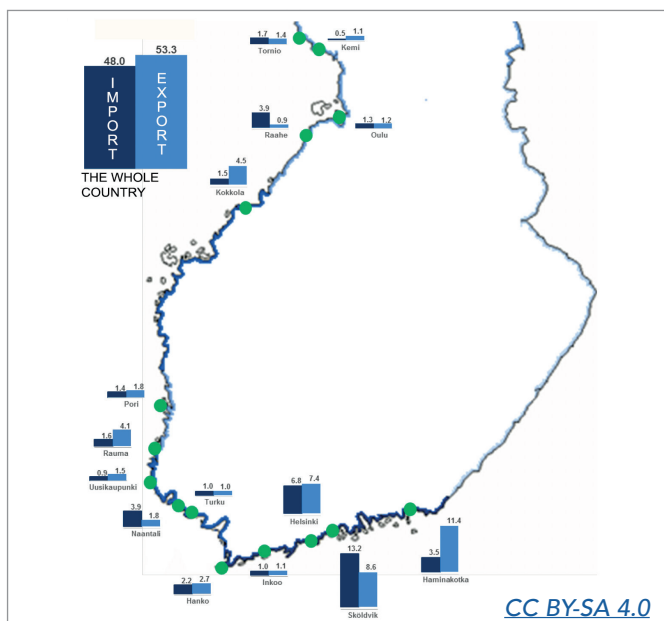 1.7 1.4
Tornio
0.5 1.1
Kemi
48.0 53.3
IMPORT
EXPORT
THE WHOLE
COUNTRY
3.9 0.9
Raahe
1.3 1.2
Oulu
1.5 4.5
Kokkola
1.4 1.8
Pori
1.6 4.1
Rauma
0.9 1.5
Uusikaupunki
1.0 1.0
Turku
3.9 1.8
Naantali
6.8 7.4
Helsinki
13.2 8.6
Sköldvik
3.5 11.4
Haminakotka
2.2 2.7
Hanko
1.0 1.1
Inkoo
CC BY-SA 4.0